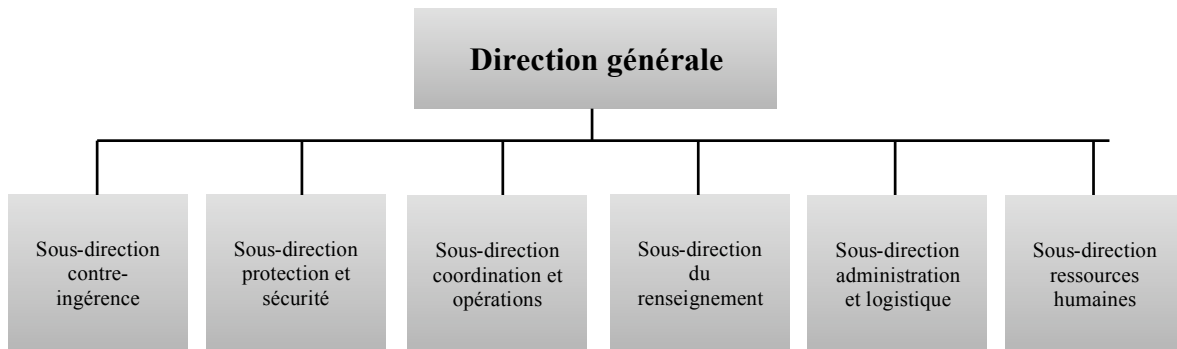 Direction générale
Sous-direction
contre-
ingérence
Sous-direction
protection et
sécurité
Sous-direction
coordination et
opérations
Sous-direction
du
renseignement
Sous-direction
administration
et logistique
Sous-direction
ressources
humaines